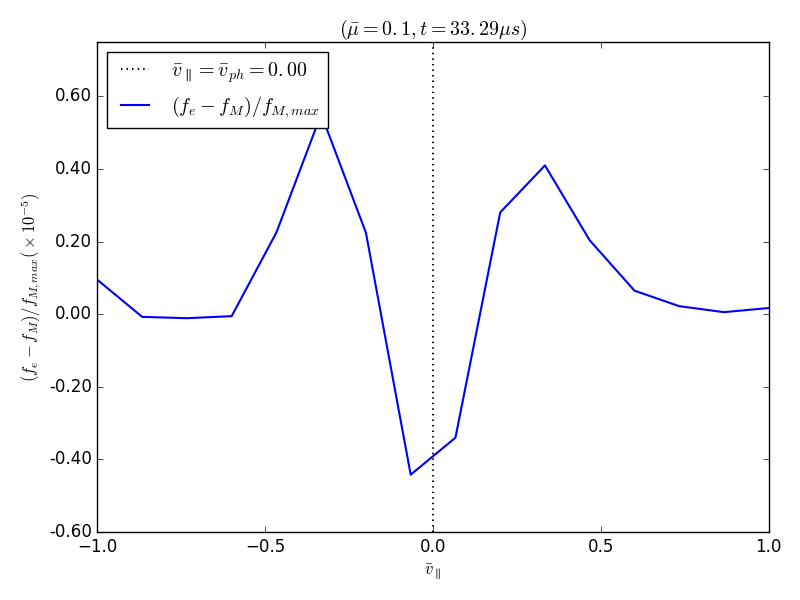 (μ̄ = 0.1, t = 33.29μs)
v̄∥ = v̄ph = 0.00
(fe − fM)/fM,max
0.60
0.40
0.20
0.00
-0.20
-0.40
-0.60
(fe − fM)/fM,max(×10⁻⁵)
−1.0 −0.5 0.0 0.5 1.0
v̄∥